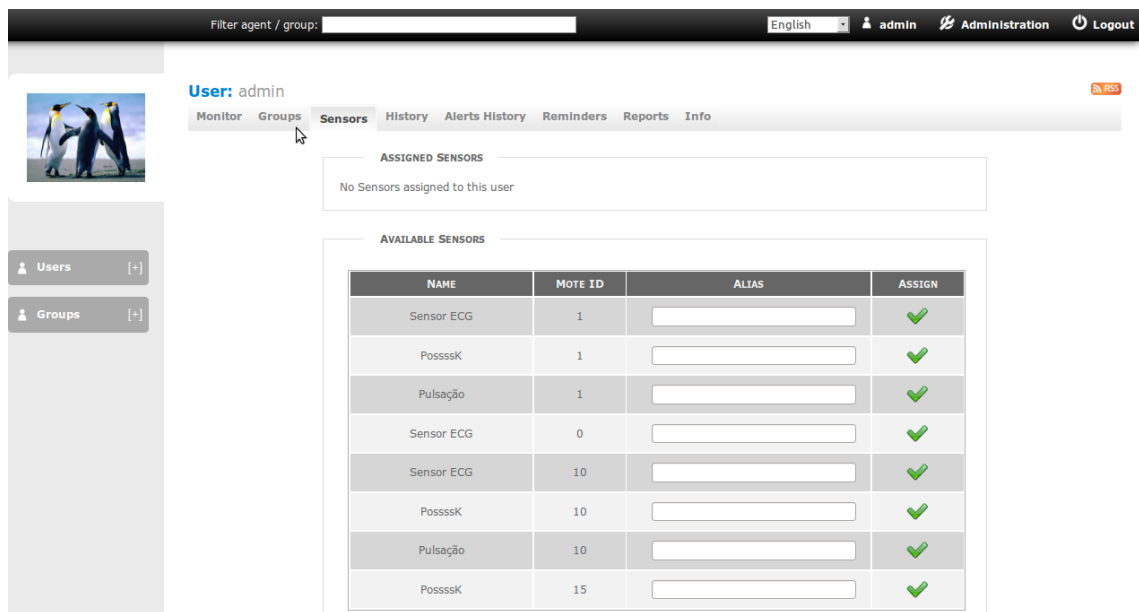 Filter agent / group: English admin Administration Logout
User: admin RSS
Monitor Groups Sensors History Alerts History Reminders Reports Info
Assigned Sensors
No Sensors assigned to this user
Available Sensors
Users [+]
Groups [+]
Name Mote ID Alias Assign
Sensor ECG 1
PossssK 1
Pulsação 1
Sensor ECG 0
Sensor ECG 10
PossssK 10
Pulsação 10
PossssK 15